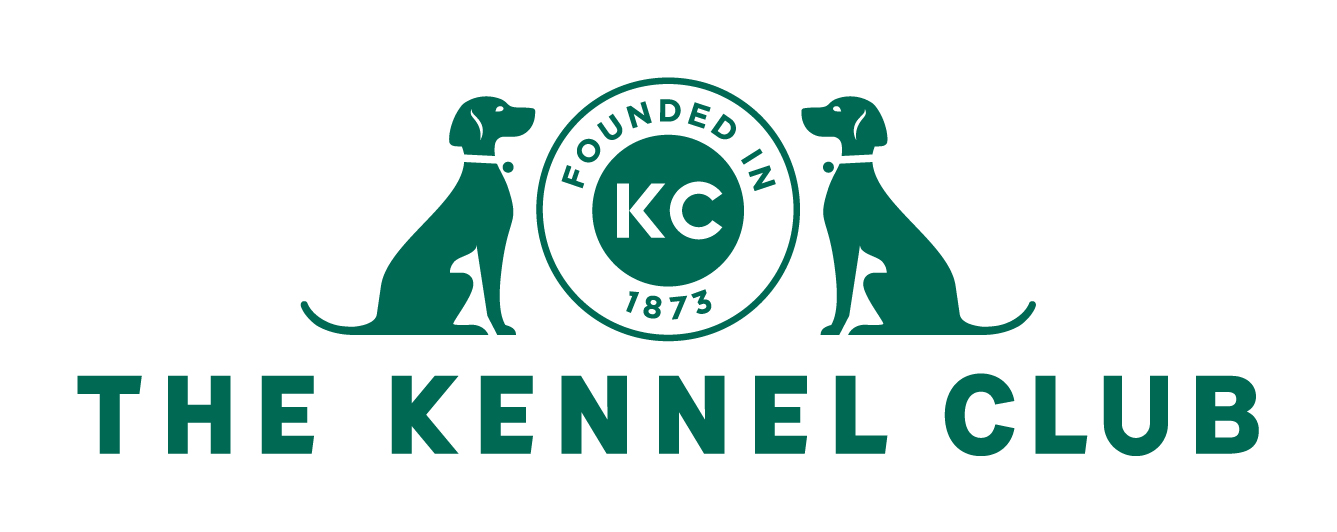 FOUNDED IN
KC
1873
THE KENNEL CLUB